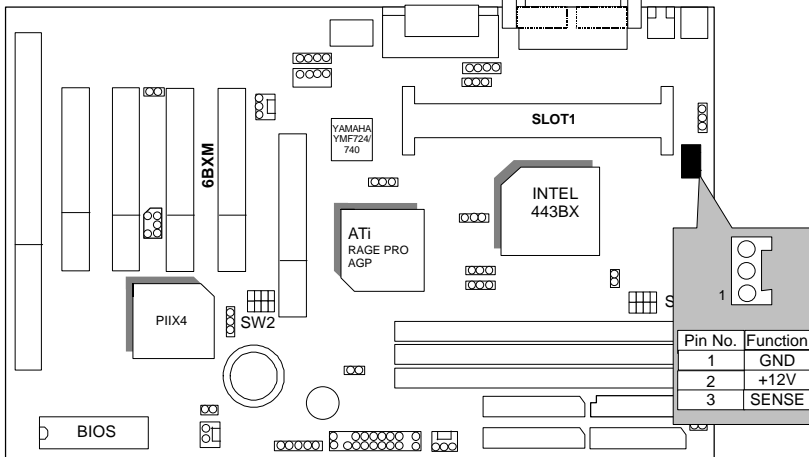 YAMAHA
YMF724/
740
SLOT1
6BXM
INTEL
443BX
ATi
RAGE PRO
AGP
PIIX4
SW2
S
1
Pin No. Function
1 GND
2 +12V
3 SENSE
BIOS